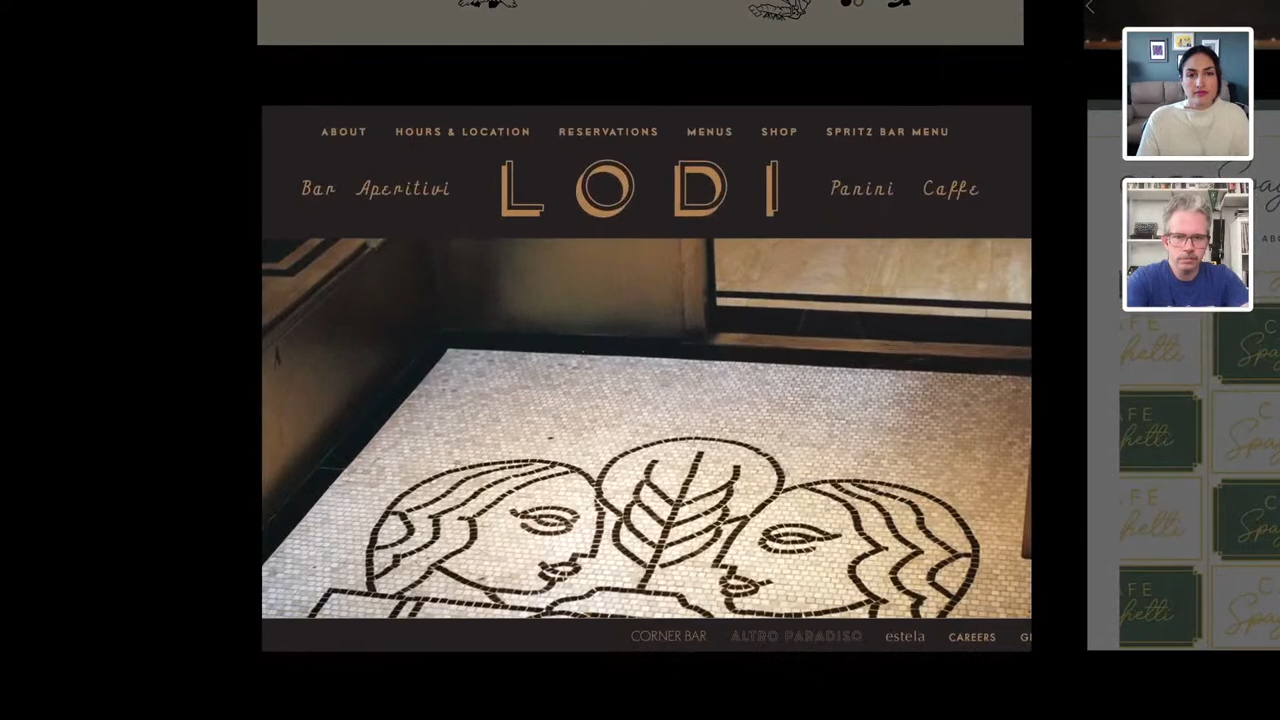 ABOUT HOURS & LOCATION RESERVATIONS MENUS SHOP SPRITZ BAR MENU
Bar Aperitivi LODI Panini Caffe
CORNER BAR ALTRO PARADISO estela CAREERS